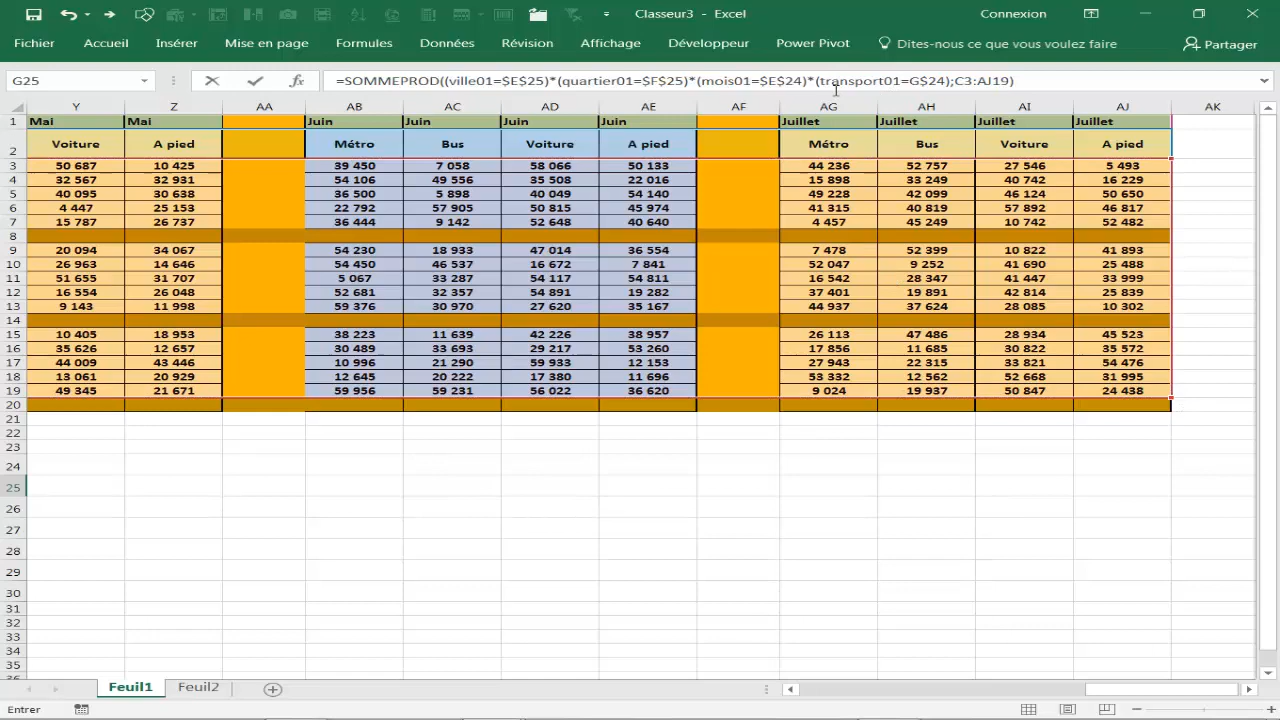 Classeur3 - Excel
Connexion
Fichier Accueil Insérer Mise en page Formules Données Révision Affichage Développeur Power Pivot Dites-nous ce que vous voulez faire Partager
G25 fx =SOMMEPROD((ville01=$E$25)*(quartier01=$F$25)*(mois01=$E$24)*(transport01=G$24);C3:AJ19)
Y Z AA AB AC AD AE AF AG AH AI AJ AK
1 Mai Mai Juin Juin Juin Juin Juillet Juillet Juillet Juillet
2 Voiture A pied Métro Bus Voiture A pied Métro Bus Voiture A pied
3 50 687 10 425 39 450 7 058 58 066 50 133 44 236 52 757 27 546 5 493
4 32 567 32 931 54 106 49 556 35 508 22 016 15 898 33 249 40 742 16 229
5 40 095 30 638 36 500 5 898 40 049 54 140 49 228 42 099 46 124 50 650
6 4 447 25 153 22 792 57 905 50 815 45 974 41 315 40 819 57 892 46 817
7 15 787 26 737 36 444 9 142 52 648 40 640 4 457 45 249 10 742 52 482
8
9 20 094 34 067 54 230 18 933 47 014 36 554 7 478 52 399 10 822 41 893
10 26 963 14 646 54 450 46 537 16 672 7 841 52 047 9 252 41 690 25 488
11 51 655 31 707 5 067 33 287 54 117 54 811 16 542 28 347 41 447 33 999
12 16 554 26 048 52 681 32 357 54 891 19 282 37 401 19 891 42 814 25 839
13 9 143 11 998 59 376 30 970 27 620 35 167 44 937 37 624 28 085 10 302
14
15 10 405 18 953 38 223 11 639 42 226 38 957 26 113 47 486 28 934 45 523
16 35 626 12 657 30 489 33 693 29 217 53 260 17 856 11 685 30 822 35 572
17 44 009 43 446 10 996 21 290 59 933 12 153 27 943 22 315 33 821 54 476
18 13 061 20 929 12 645 20 222 17 380 11 696 53 332 12 562 52 668 31 995
19 49 345 21 671 59 956 59 231 56 022 36 620 9 024 19 937 50 847 24 438
20
21
22
23
24
25
26
27
28
29
30
31
32
33
34
35
Feuil1 Feuil2
Entrer